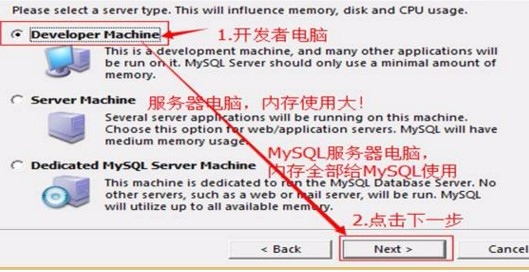 Please select a server type. This will influence memory, disk and CPU usage.
Developer Machine
1.开发者电脑
This is a development machine, and many other applications will
be run on it. MySQL Server should only use a minimal amount of
memory.
Server Machine
服务器电脑，内存使用大!
Several server applications will be running on this machine.
Choose this option for web/application servers. MySQL will have
medium memory usage.
MySQL服务器电脑，
内存全部给MySQL使用
Dedicated MySQL Server Machine
This machine is dedicated to run the MySQL Database Server. No
other servers, such as a web or mail server, will be run. MySQL
will utilize up to all available memory.
2.点击下一步
< Back
Next >
Cancel